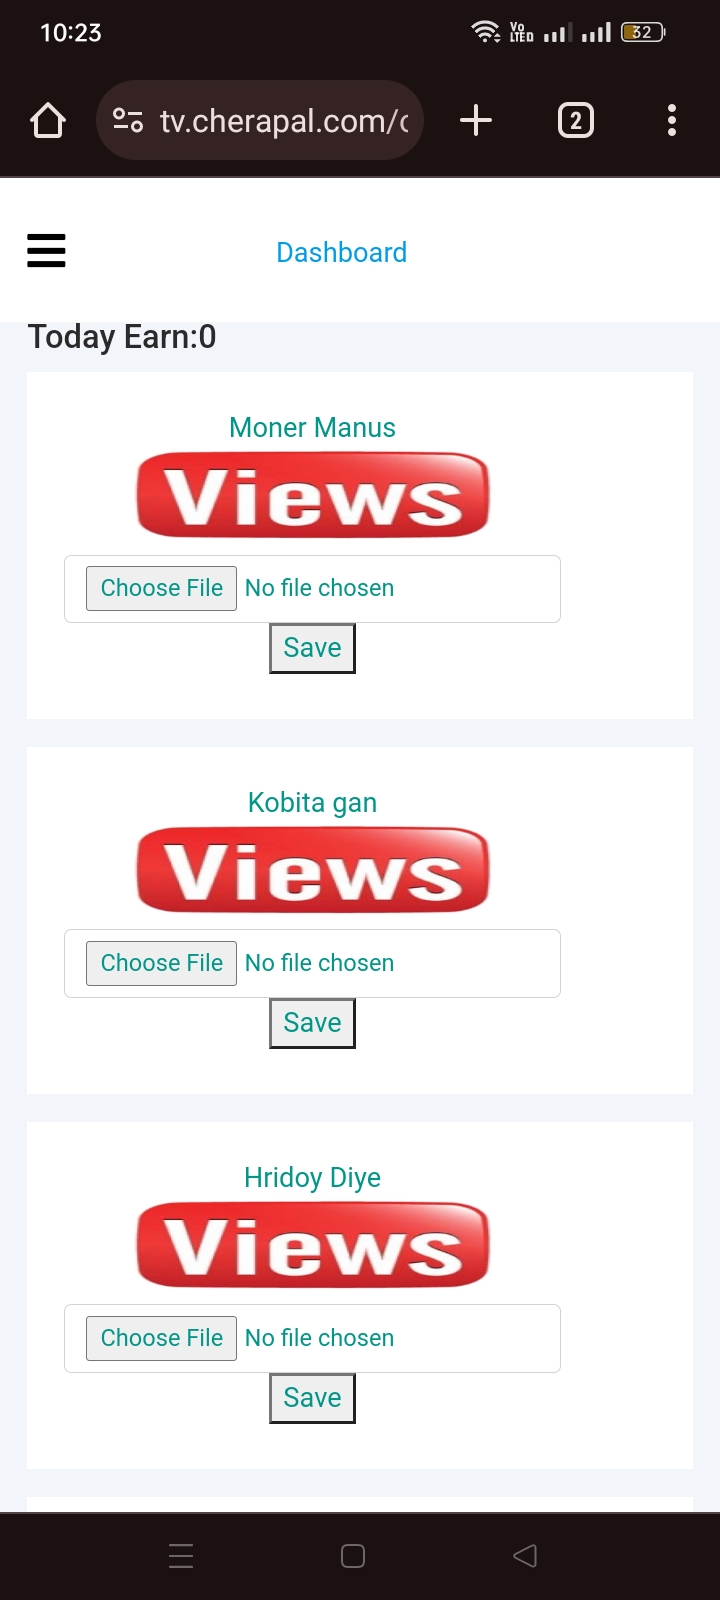 10:23
Vo LTE D
32
tv.cherapal.com/
2
Dashboard
Today Earn:0
Moner Manus
Views
Choose File No file chosen
Save
Kobita gan
Views
Choose File No file chosen
Save
Hridoy Diye
Views
Choose File No file chosen
Save